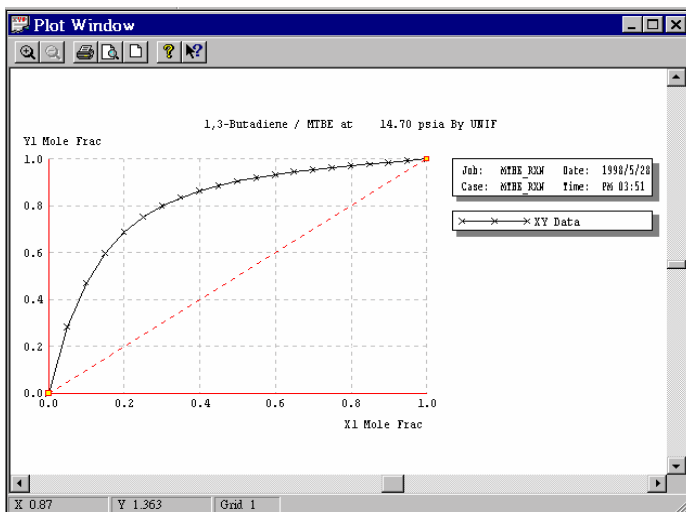 Plot Window
1,3-Butadiene / MTBE at 14.70 psia By UNIF
Y1 Mole Frac
1.0
0.8
0.6
0.4
0.2
0.0
0.0 0.2 0.4 0.6 0.8 1.0
X1 Mole Frac
Job: MTBE_RXN Date: 1998/5/28
Case: MTBE_RXN Time: PM 03:51
XY Data
X 0.87 Y 1.363 Grid 1